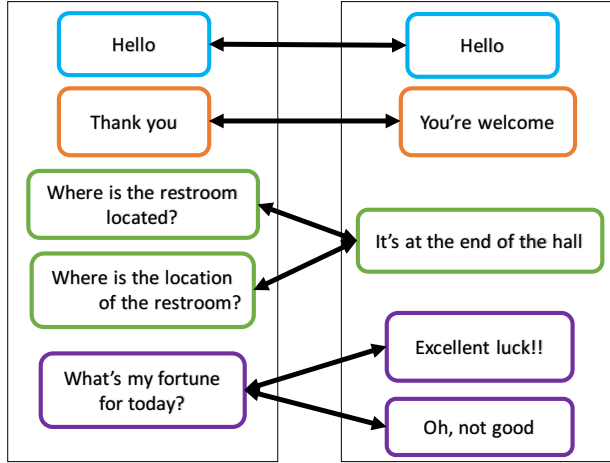 Hello
Hello
Thank you
You're welcome
Where is the restroom
located?
It's at the end of the hall
Where is the location
of the restroom?
Excellent luck!!
What's my fortune
for today?
Oh, not good